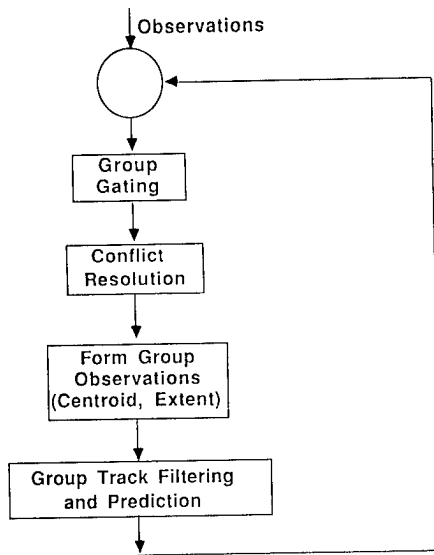 Observations
Group
Gating
Conflict
Resolution
Form Group
Observations
(Centroid, Extent)
Group Track Filtering
and Prediction